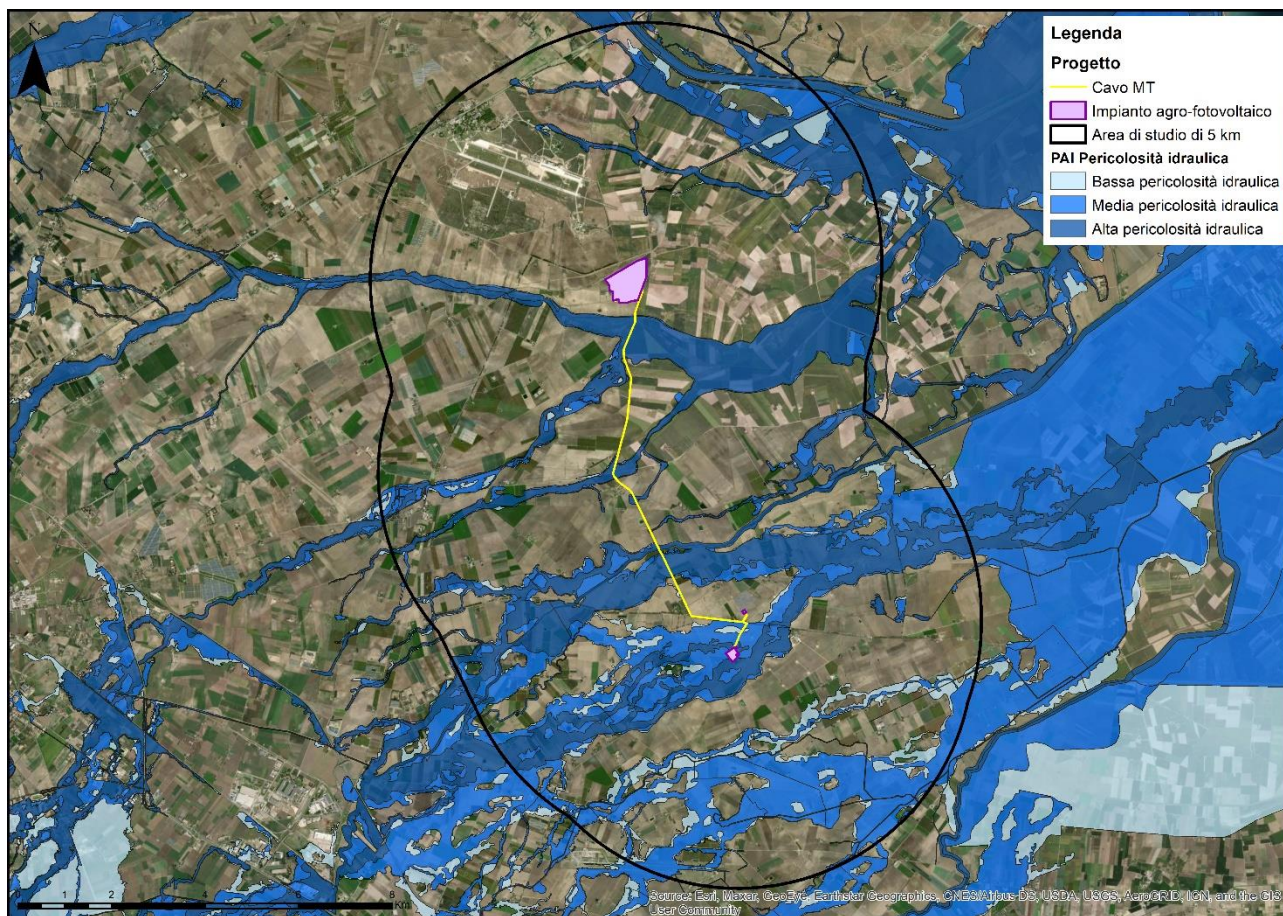 N
Legenda
Progetto
Cavo MT
Impianto agro-fotovoltaico
Area di studio di 5 km
PAI Pericolosità idraulica
Bassa pericolosità idraulica
Media pericolosità idraulica
Alta pericolosità idraulica
1 2 4 6 8
Km
Source: Esri, Maxar, GeoEye, Earthstar Geographics, CNES/Airbus DS, USDA, USGS, AeroGRID, IGN, and the GIS
User Community